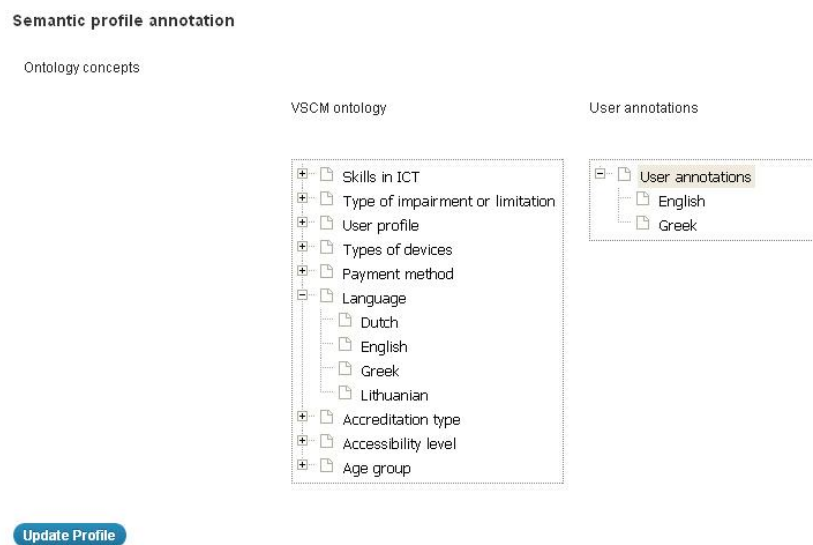 Semantic profile annotation
Ontology concepts
VSCM ontology
User annotations
Skills in ICT
Type of impairment or limitation
User profile
Types of devices
Payment method
Language
Dutch
English
Greek
Lithuanian
Accreditation type
Accessibility level
Age group
User annotations
English
Greek
Update Profile